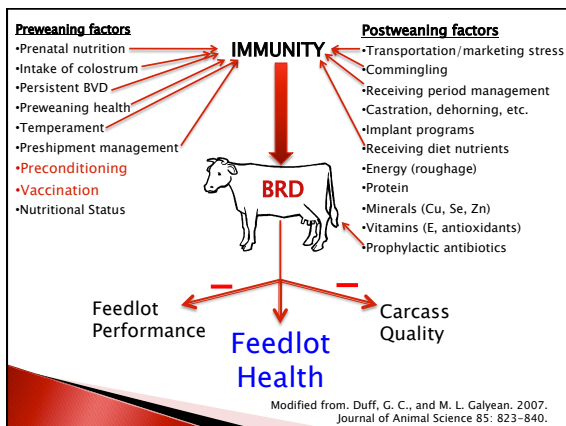 Preweaning factors
•Prenatal nutrition
•Intake of colostrum
•Persistent BVD
•Preweaning health
•Temperament
•Preshipment management
•Preconditioning
•Vaccination
•Nutritional Status
IMMUNITY
Postweaning factors
•Transportation/marketing stress
•Commingling
•Receiving period management
•Castration, dehorning, etc.
•Implant programs
•Receiving diet nutrients
•Energy (roughage)
•Protein
•Minerals (Cu, Se, Zn)
•Vitamins (E, antioxidants)
•Prophylactic antibiotics
BRD
Feedlot
Performance
Feedlot
Health
Carcass
Quality
Modified from. Duff, G. C., and M. L. Galyean. 2007.
Journal of Animal Science 85: 823-840.